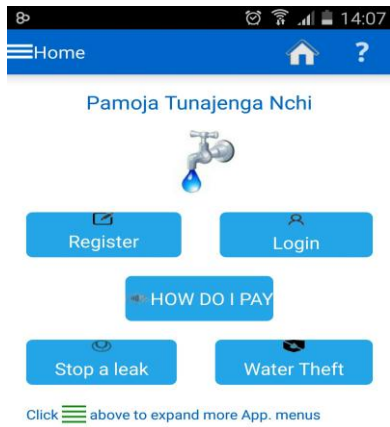 14:07
Home ?
Pamoja Tunajenga Nchi
Register Login
HOW DO I PAY
Stop a leak Water Theft
Click above to expand more App. menus